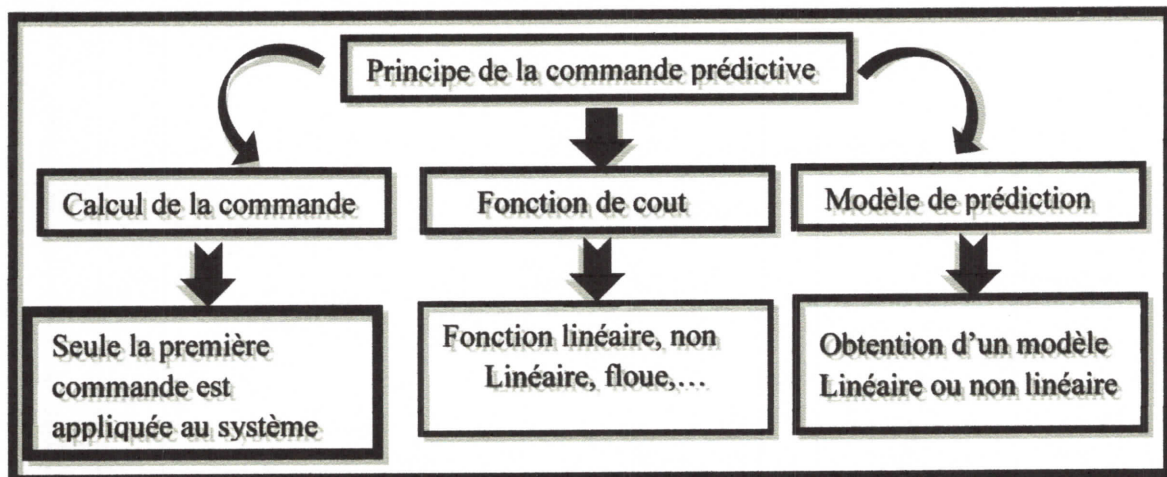 Principe de la commande prédictive
Calcul de la commande
Fonction de cout
Modèle de prédiction
Seule la première
commande est
appliquée au système
Fonction linéaire, non
Linéaire, floue,…
Obtention d'un modèle
Linéaire ou non linéaire